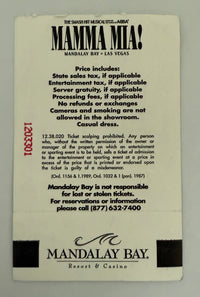 THE SMASH HIT MUSICAL BASED ON ABBA®
MAMMA MIA!
MANDALAY BAY • LAS VEGAS
Price includes:
State sales tax, if applicable
Entertainment tax, if applicable
Server gratuity, if applicable
Processing fees, if applicable
No refunds or exchanges
Cameras and smoking are not
allowed in the showroom.
Casual dress.
1203301
12.38.020 Ticket scalping prohibited. Any person
who, without the written permission of the owner or
manager of the property on which an entertainment
or sporting event is to be held, sells a ticket of admission
to the entertainment or sporting event at a price in
excess of the price that is printed or endorsed upon
the ticket is guilty of a misdemeanor.
(Ord. 1156 & 1,1989, Ord. 1032 & 1 (part), 1987)
Mandalay Bay is not responsible
for lost or stolen tickets.
For reservations or information
please call (877) 632-7400
MANDALAY BAY.
Resort & Casino